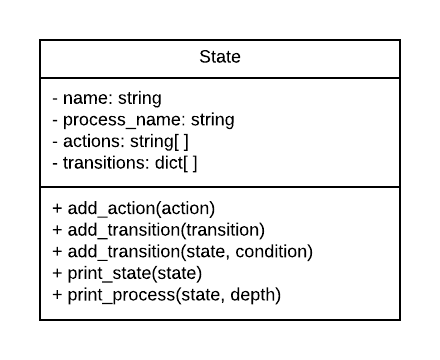 State
- name: string
- process_name: string
- actions: string[ ]
- transitions: dict[ ]
+ add_action(action)
+ add_transition(transition)
+ add_transition(state, condition)
+ print_state(state)
+ print_process(state, depth)